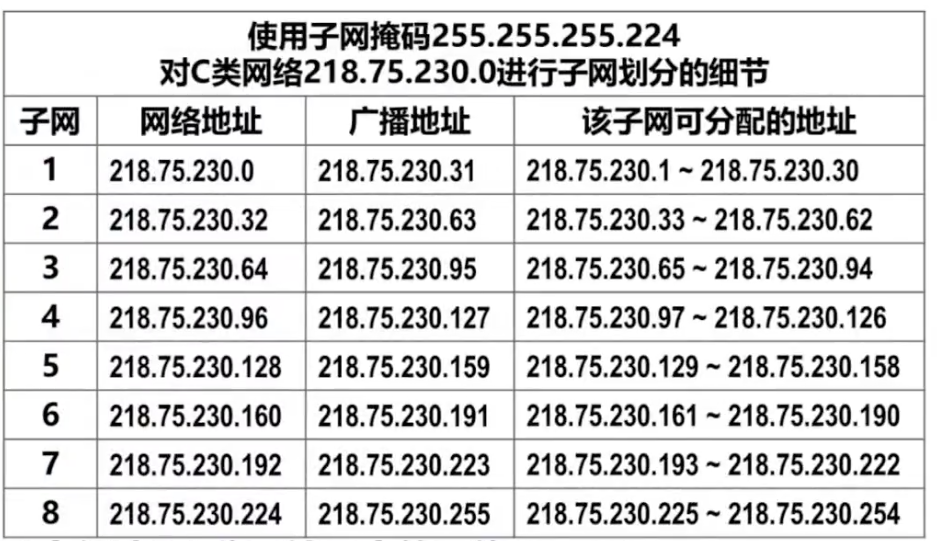 使用子网掩码255.255.255.224
对C类网络218.75.230.0进行子网划分的细节
子网 网络地址 广播地址 该子网可分配的地址
1 218.75.230.0 218.75.230.31 218.75.230.1 ~ 218.75.230.30
2 218.75.230.32 218.75.230.63 218.75.230.33 ~ 218.75.230.62
3 218.75.230.64 218.75.230.95 218.75.230.65 ~ 218.75.230.94
4 218.75.230.96 218.75.230.127 218.75.230.97 ~ 218.75.230.126
5 218.75.230.128 218.75.230.159 218.75.230.129 ~ 218.75.230.158
6 218.75.230.160 218.75.230.191 218.75.230.161 ~ 218.75.230.190
7 218.75.230.192 218.75.230.223 218.75.230.193 ~ 218.75.230.222
8 218.75.230.224 218.75.230.255 218.75.230.225 ~ 218.75.230.254